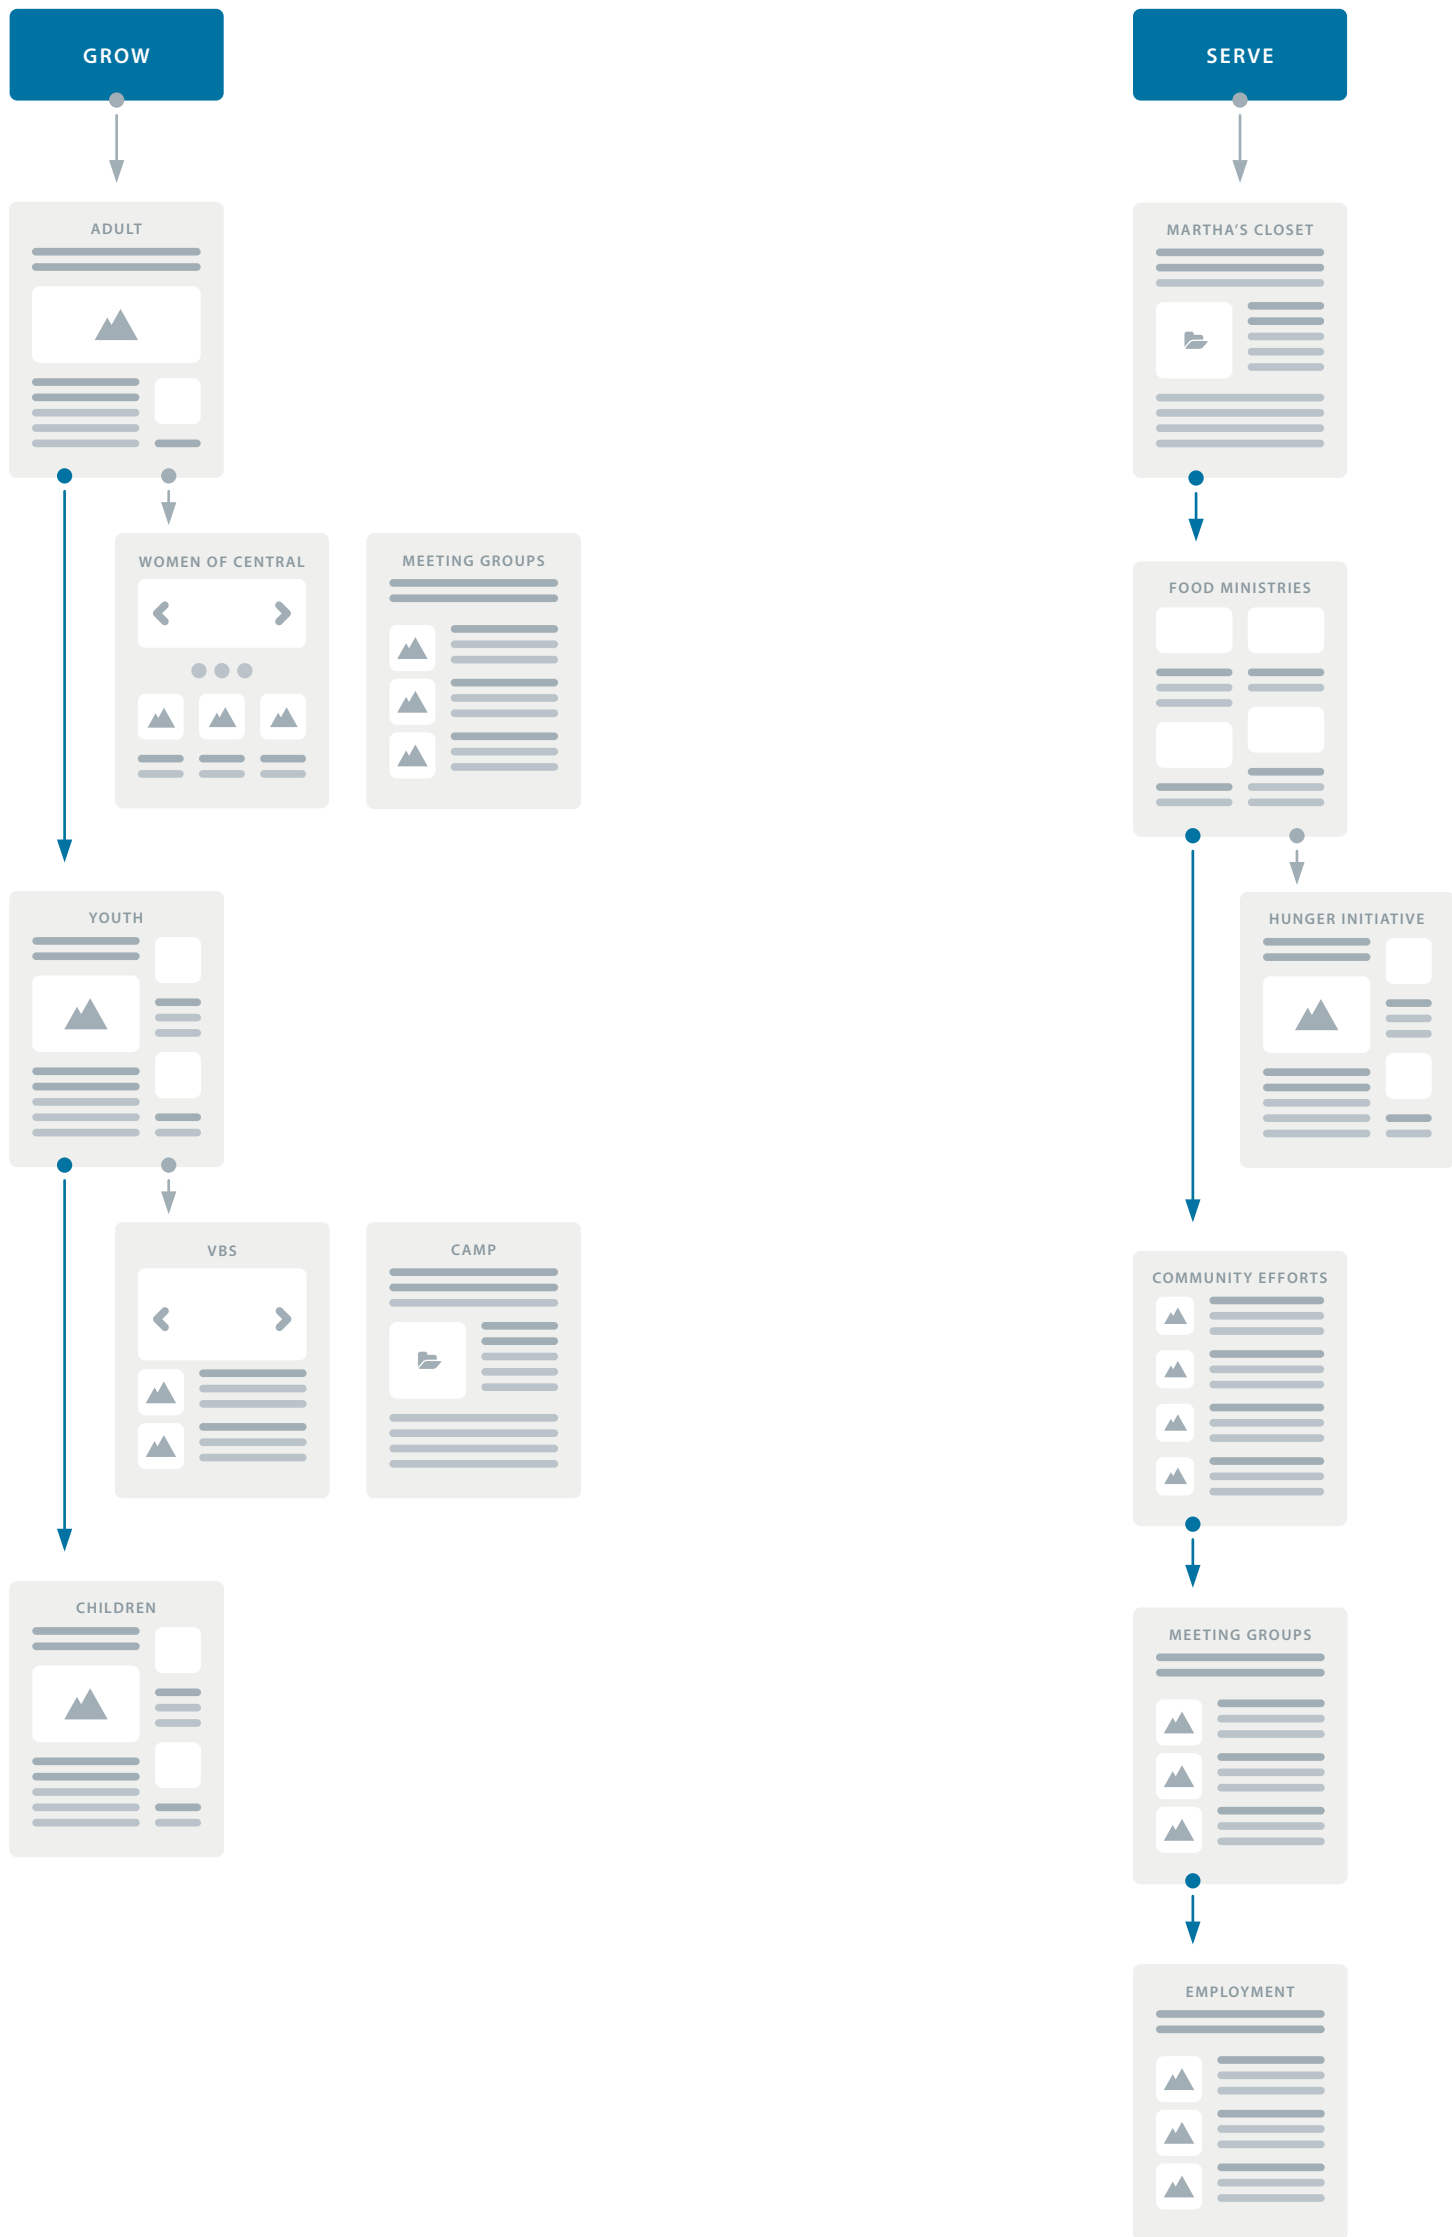 GROW
ADULT
WOMEN OF CENTRAL
MEETING GROUPS
YOUTH
VBS
CAMP
CHILDREN
SERVE
MARTHA’S CLOSET
FOOD MINISTRIES
HUNGER INITIATIVE
COMMUNITY EFFORTS
MEETING GROUPS
EMPLOYMENT